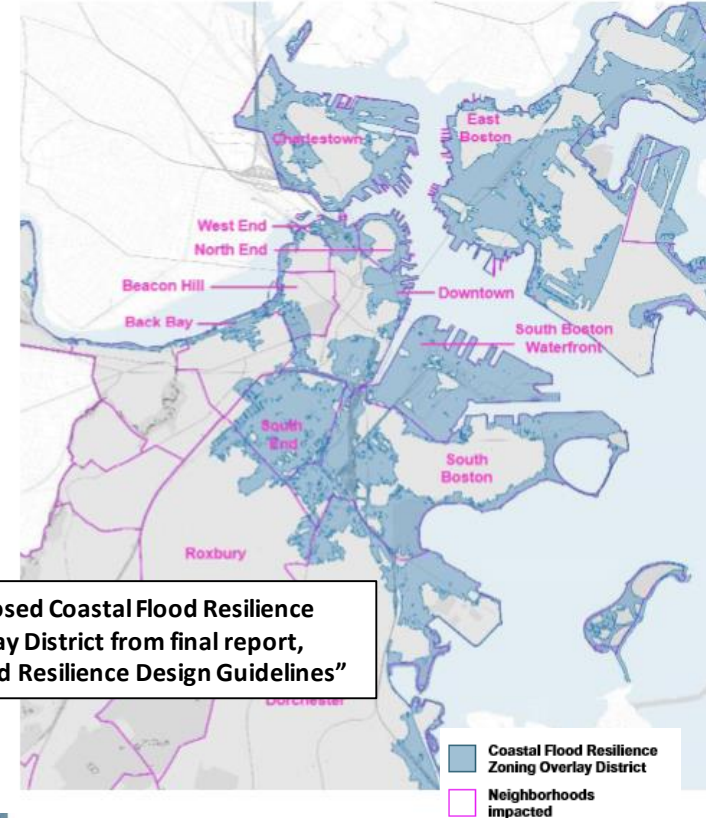 East
Boston
Charlestown
West End
North End
Beacon Hill
Downtown
Back Bay
South Boston
Waterfront
South
End
South
Boston
Roxbury
osed Coastal Flood Resilience
ay District from final report,
d Resilience Design Guidelines”
Dorchester
Coastal Flood Resilience
Zoning Overlay District
Neighborhoods
impacted